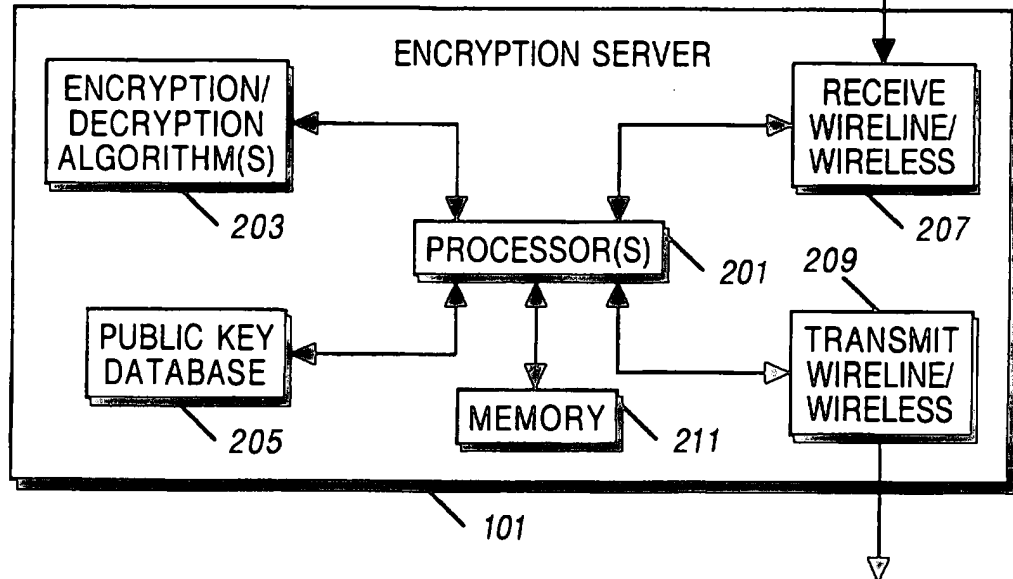 ENCRYPTION SERVER
ENCRYPTION/
DECRYPTION
ALGORITHM(S)
203
RECEIVE
WIRELINE/
WIRELESS
207
PROCESSOR(S)
201
PUBLIC KEY
DATABASE
205
MEMORY
211
209
TRANSMIT
WIRELINE/
WIRELESS
101